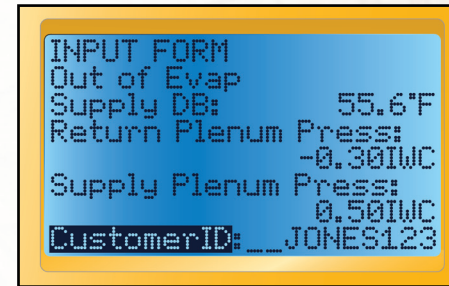 INPUT FORM
Out of Evap
Supply DB: 55.6°F
Return Plenum Press:
-0.30IWC
Supply Plenum Press:
0.50IWC
CustomerID:__JONES123